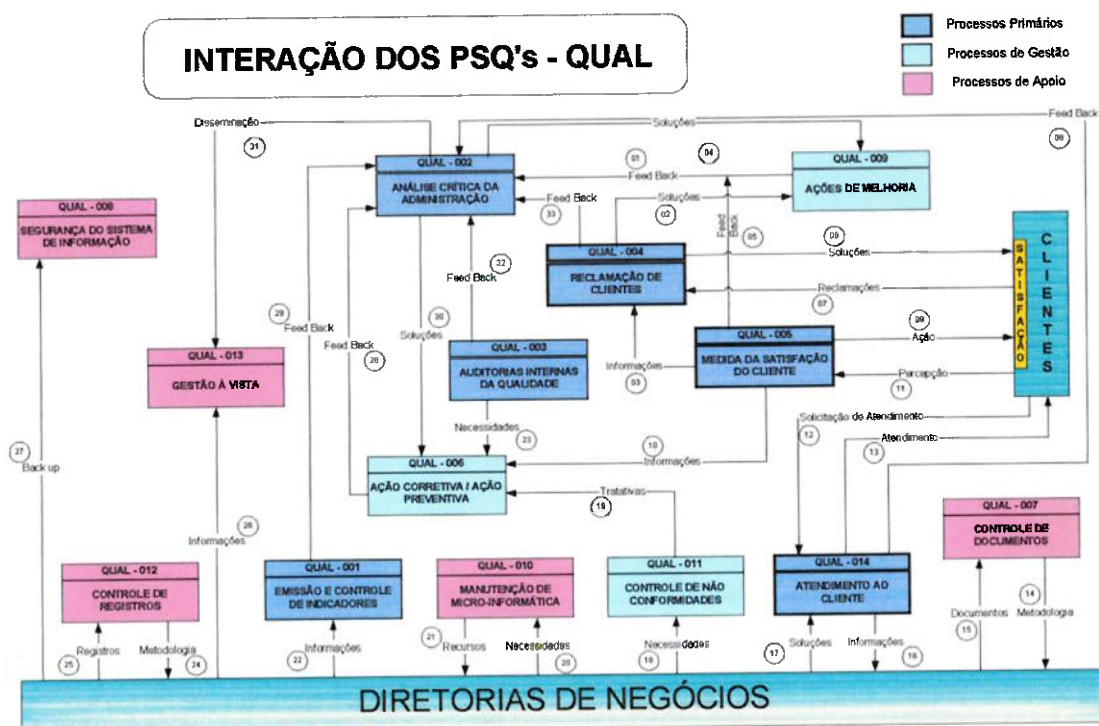 INTERAÇÃO DOS PSQ's - QUAL
Processos Primários
Processos de Gestão
Processos de Apoio
Disseminação
31
Soluções
04
Feed Back
06
QUAL - 002
ANÁLISE CRÍTICA DA
ADMINISTRAÇÃO
01
Feed Back
QUAL - 009
AÇÕES DE MELHORIA
Feed Back
33
Soluções
02
Feed
Back
05
QUAL - 008
SEGURANÇA DO SISTEMA
DE INFORMAÇÃO
QUAL - 004
RECLAMAÇÃO DE
CLIENTES
Soluções
Reclamações
07
CLIENTES
SATISFAÇÃO
32
Feed Back
29
Feed Back
30
Soluções
Feed Back
28
QUAL - 013
GESTÃO À VISTA
QUAL - 003
AUDITORIAS INTERNAS
DA QUALIDADE
Informações
03
QUAL - 005
MEDIDA DA SATISFAÇÃO
DO CLIENTE
09
Ação
Percepção
11
Necessidades
23
Solicitação de Atendimento
12
Atendimento
13
10
Informações
27
Back up
QUAL - 006
AÇÃO CORRETIVA / AÇÃO
PREVENTIVA
Tratativas
19
26
Informações
QUAL - 007
CONTROLE DE
DOCUMENTOS
QUAL - 012
CONTROLE DE
REGISTROS
QUAL - 001
EMISSÃO E CONTROLE
DE INDICADORES
QUAL - 010
MANUTENÇÃO DE
MICRO-INFORMÁTICA
QUAL - 011
CONTROLE DE NÃO
CONFORMIDADES
QUAL - 014
ATENDIMENTO AO
CLIENTE
25
Registros
Metodologia
24
22
Informações
21
Recursos
Necessidades
20
18
Necessidades
17
Soluções
Informações
16
Documentos
15
14
Metodologia
DIRETORIAS DE NEGÓCIOS